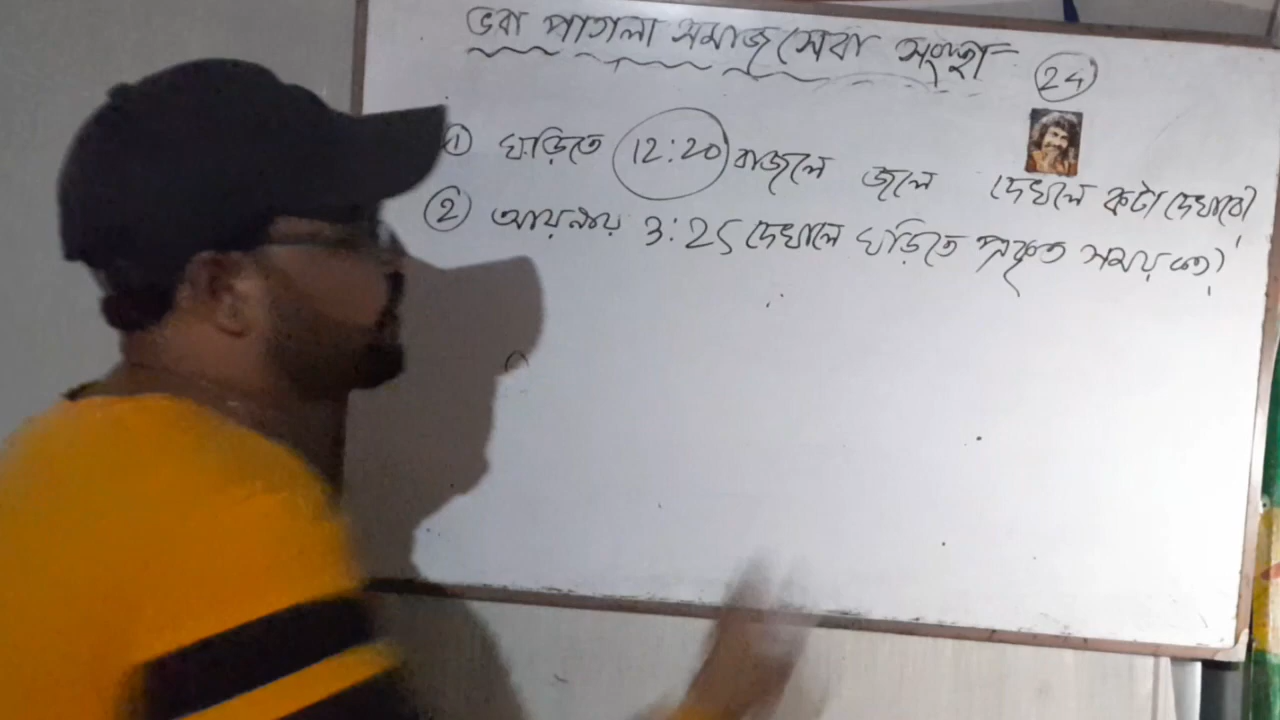 ভবা পাগলা সমাজ সেবা সংস্থা
24
① ঘড়িতে 12:20 বাজলে জলে দেখলে কটা দেখাবে?
② আয়নায় 3:25 দেখালে ঘড়িতে প্রকৃত সময় কত?